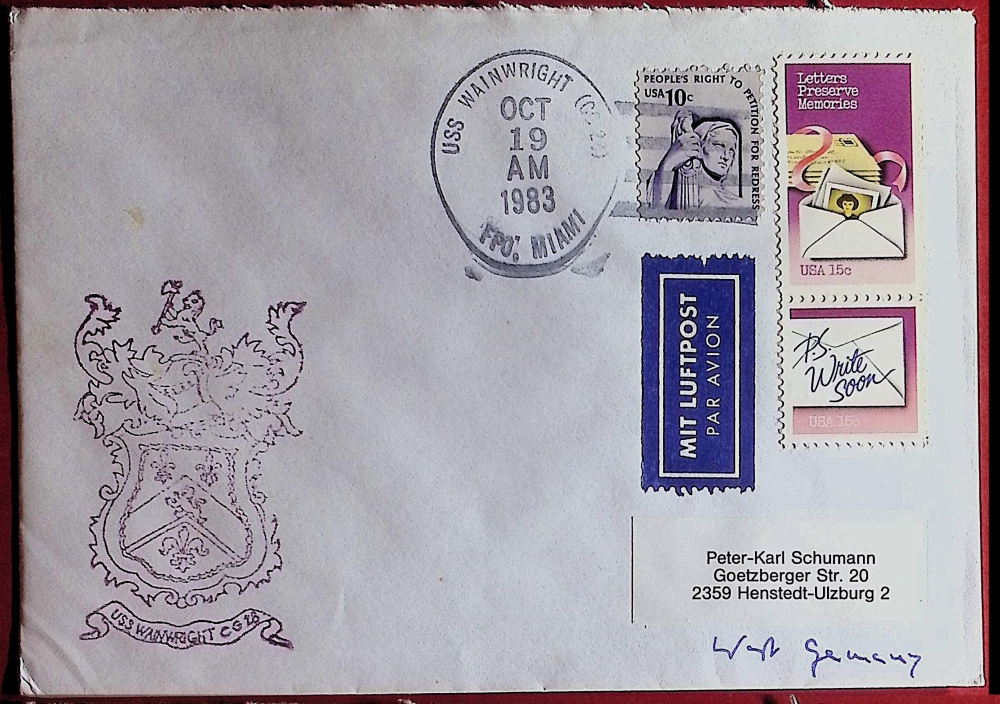 USS WAINWRIGHT (CG 28)
OCT
19
AM
1983
FPO, MIAMI
PEOPLE'S RIGHT TO PETITION FOR REDRESS
USA 10c
Letters
Preserve
Memories
USA 15c
P.S.
Write
Soon
USA 15c
MIT LUFTPOST
PAR AVION
USS WAINWRIGHT CG 28
Peter-Karl Schumann
Goetzberger Str. 20
2359 Henstedt-Ulzburg 2
West Germany